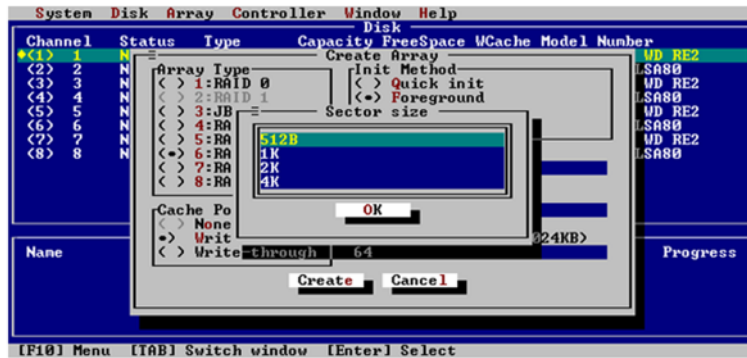 System Disk Array Controller Window Help
Disk
Channel Status Type Capacity FreeSpace WCache Model Number
(1) 1 N WD RE2
(2) 2 N LSA80
(3) 3 N WD RE2
(4) 4 N LSA80
(5) 5 N WD RE2
(6) 6 N LSA80
(7) 7 N WD RE2
(8) 8 N LSA80
Create Array
Array Type
( ) 1:RAID 0
( ) 2:RAID 1
( ) 3:JB
( ) 4:RA
( ) 5:RA
(•) 6:RA
( ) 7:RA
( ) 8:RA
Init Method
( ) Quick init
(•) Foreground
Sector size
512B
1K
2K
4K
OK
Cache Po
( ) None
•) Writ
( ) Write-through 64
024KB)
Create Cancel
Name Progress
[F10] Menu [TAB] Switch window [Enter] Select